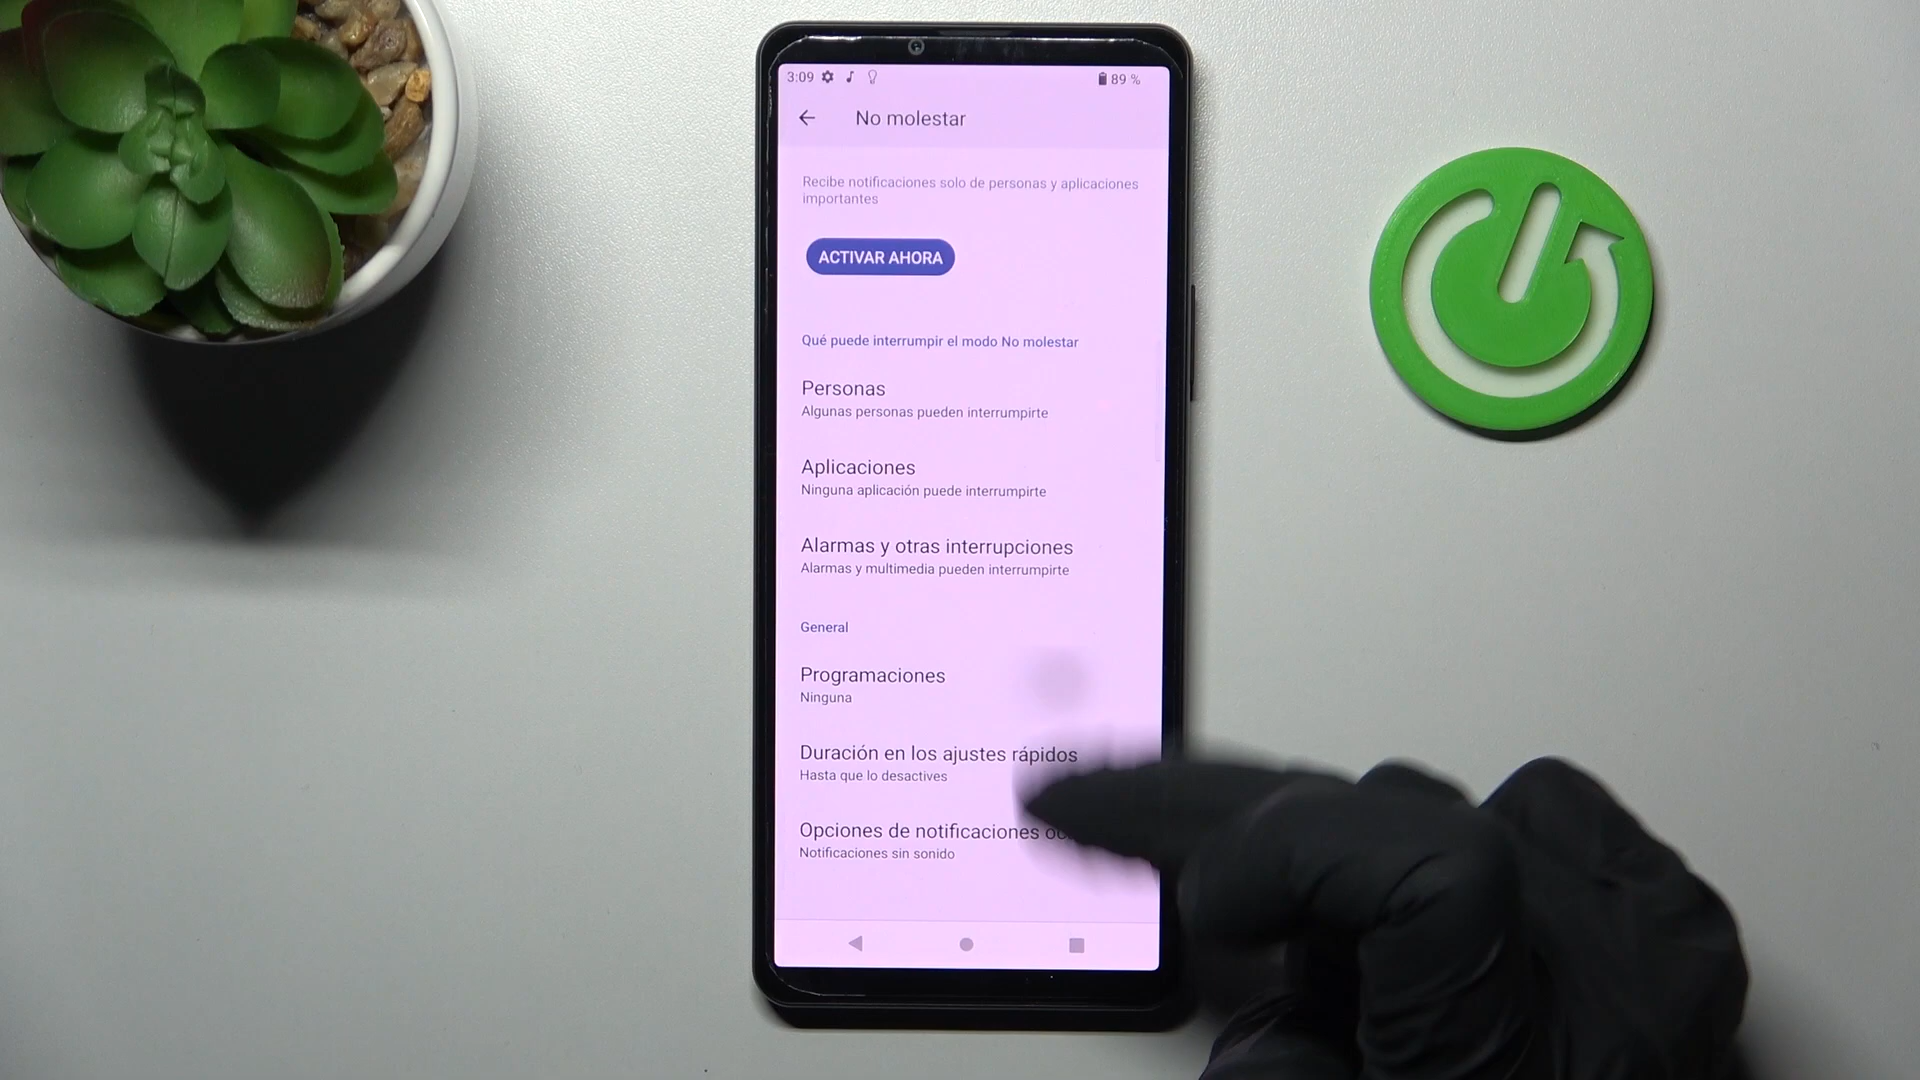 3:09 89 %
No molestar
Recibe notificaciones solo de personas y aplicaciones
importantes
ACTIVAR AHORA
Qué puede interrumpir el modo No molestar
Personas
Algunas personas pueden interrumpirte
Aplicaciones
Ninguna aplicación puede interrumpirte
Alarmas y otras interrupciones
Alarmas y multimedia pueden interrumpirte
General
Programaciones
Ninguna
Duración en los ajustes rápidos
Hasta que lo desactives
Opciones de notificaciones
Notificaciones sin sonido